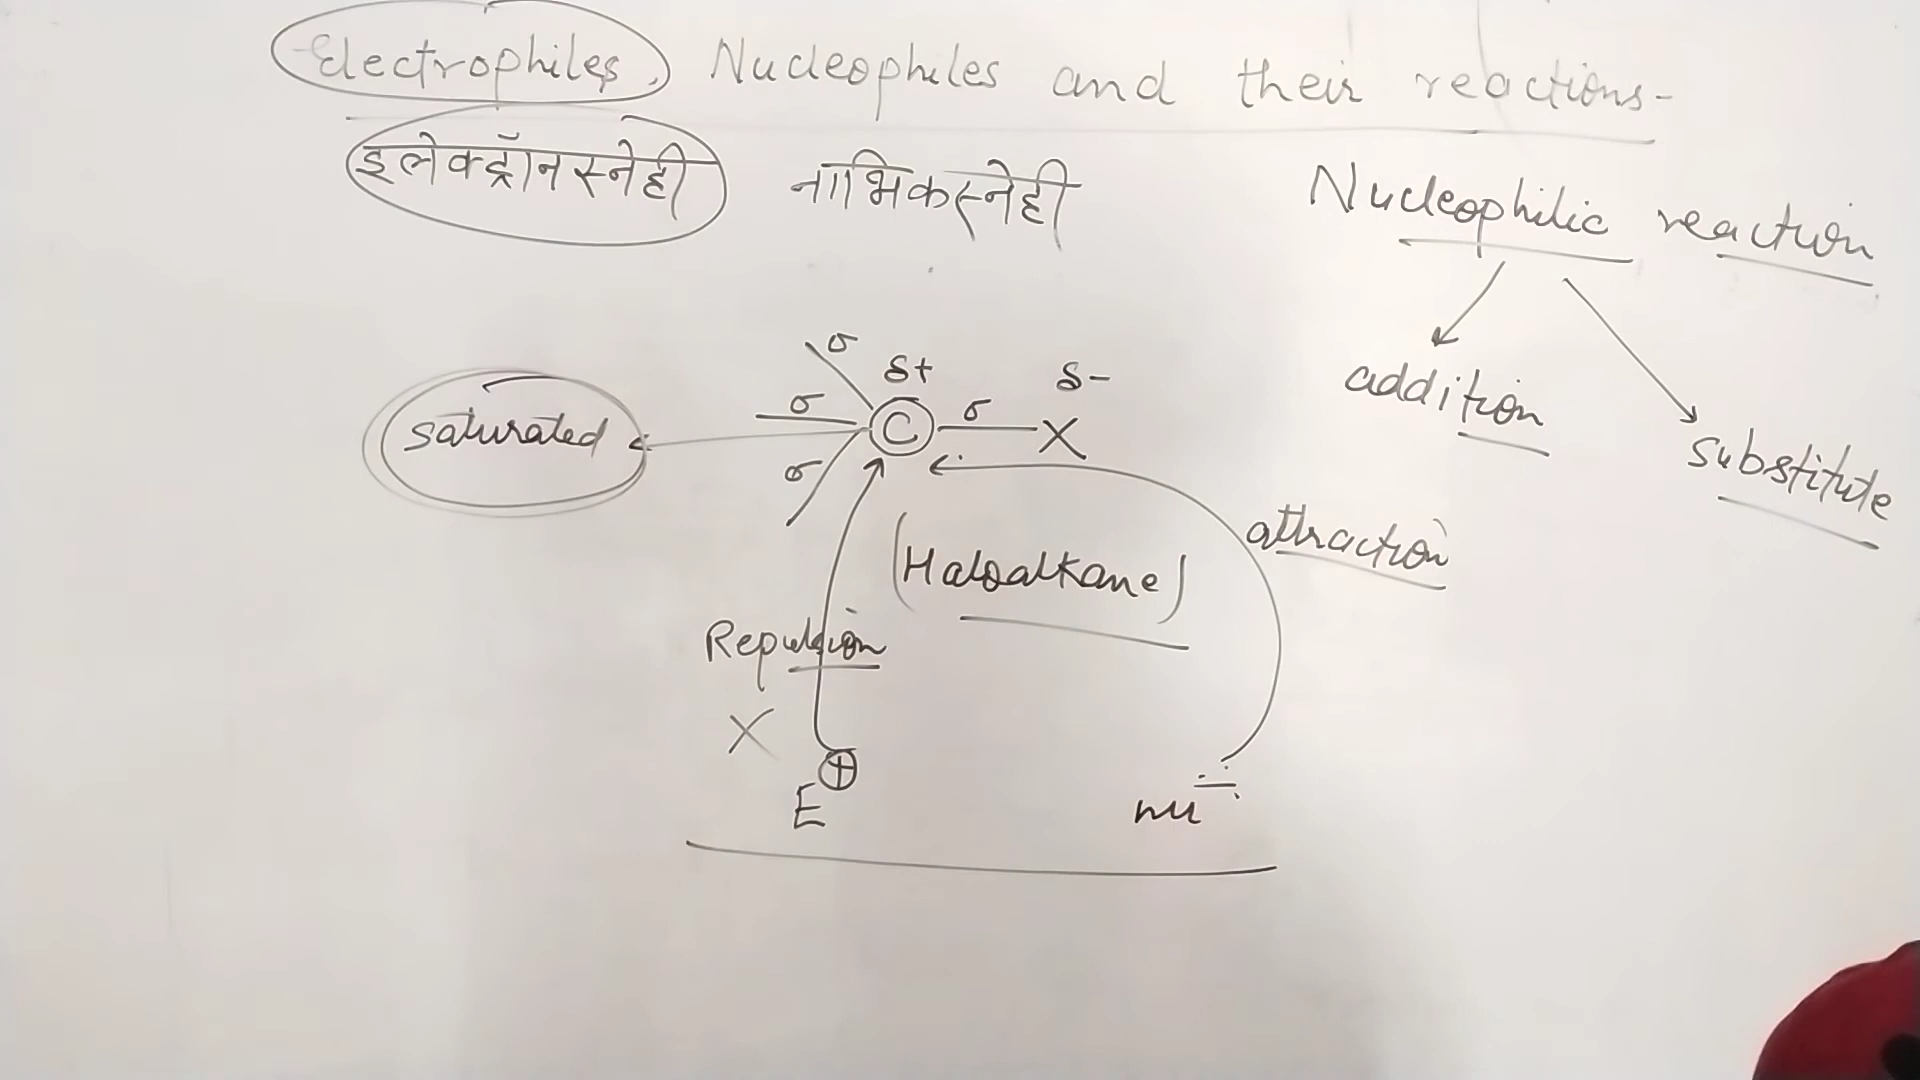 Electrophiles, Nucleophiles and their reactions-
इलेक्ट्रॉनस्नेही नाभिकस्नेही
Nucleophilic reaction
addition
substitute
σ δ+ δ-
σ C σ X
saturated
σ
attraction
(Haloalkane)
Repulsion
X
E⊕
nu